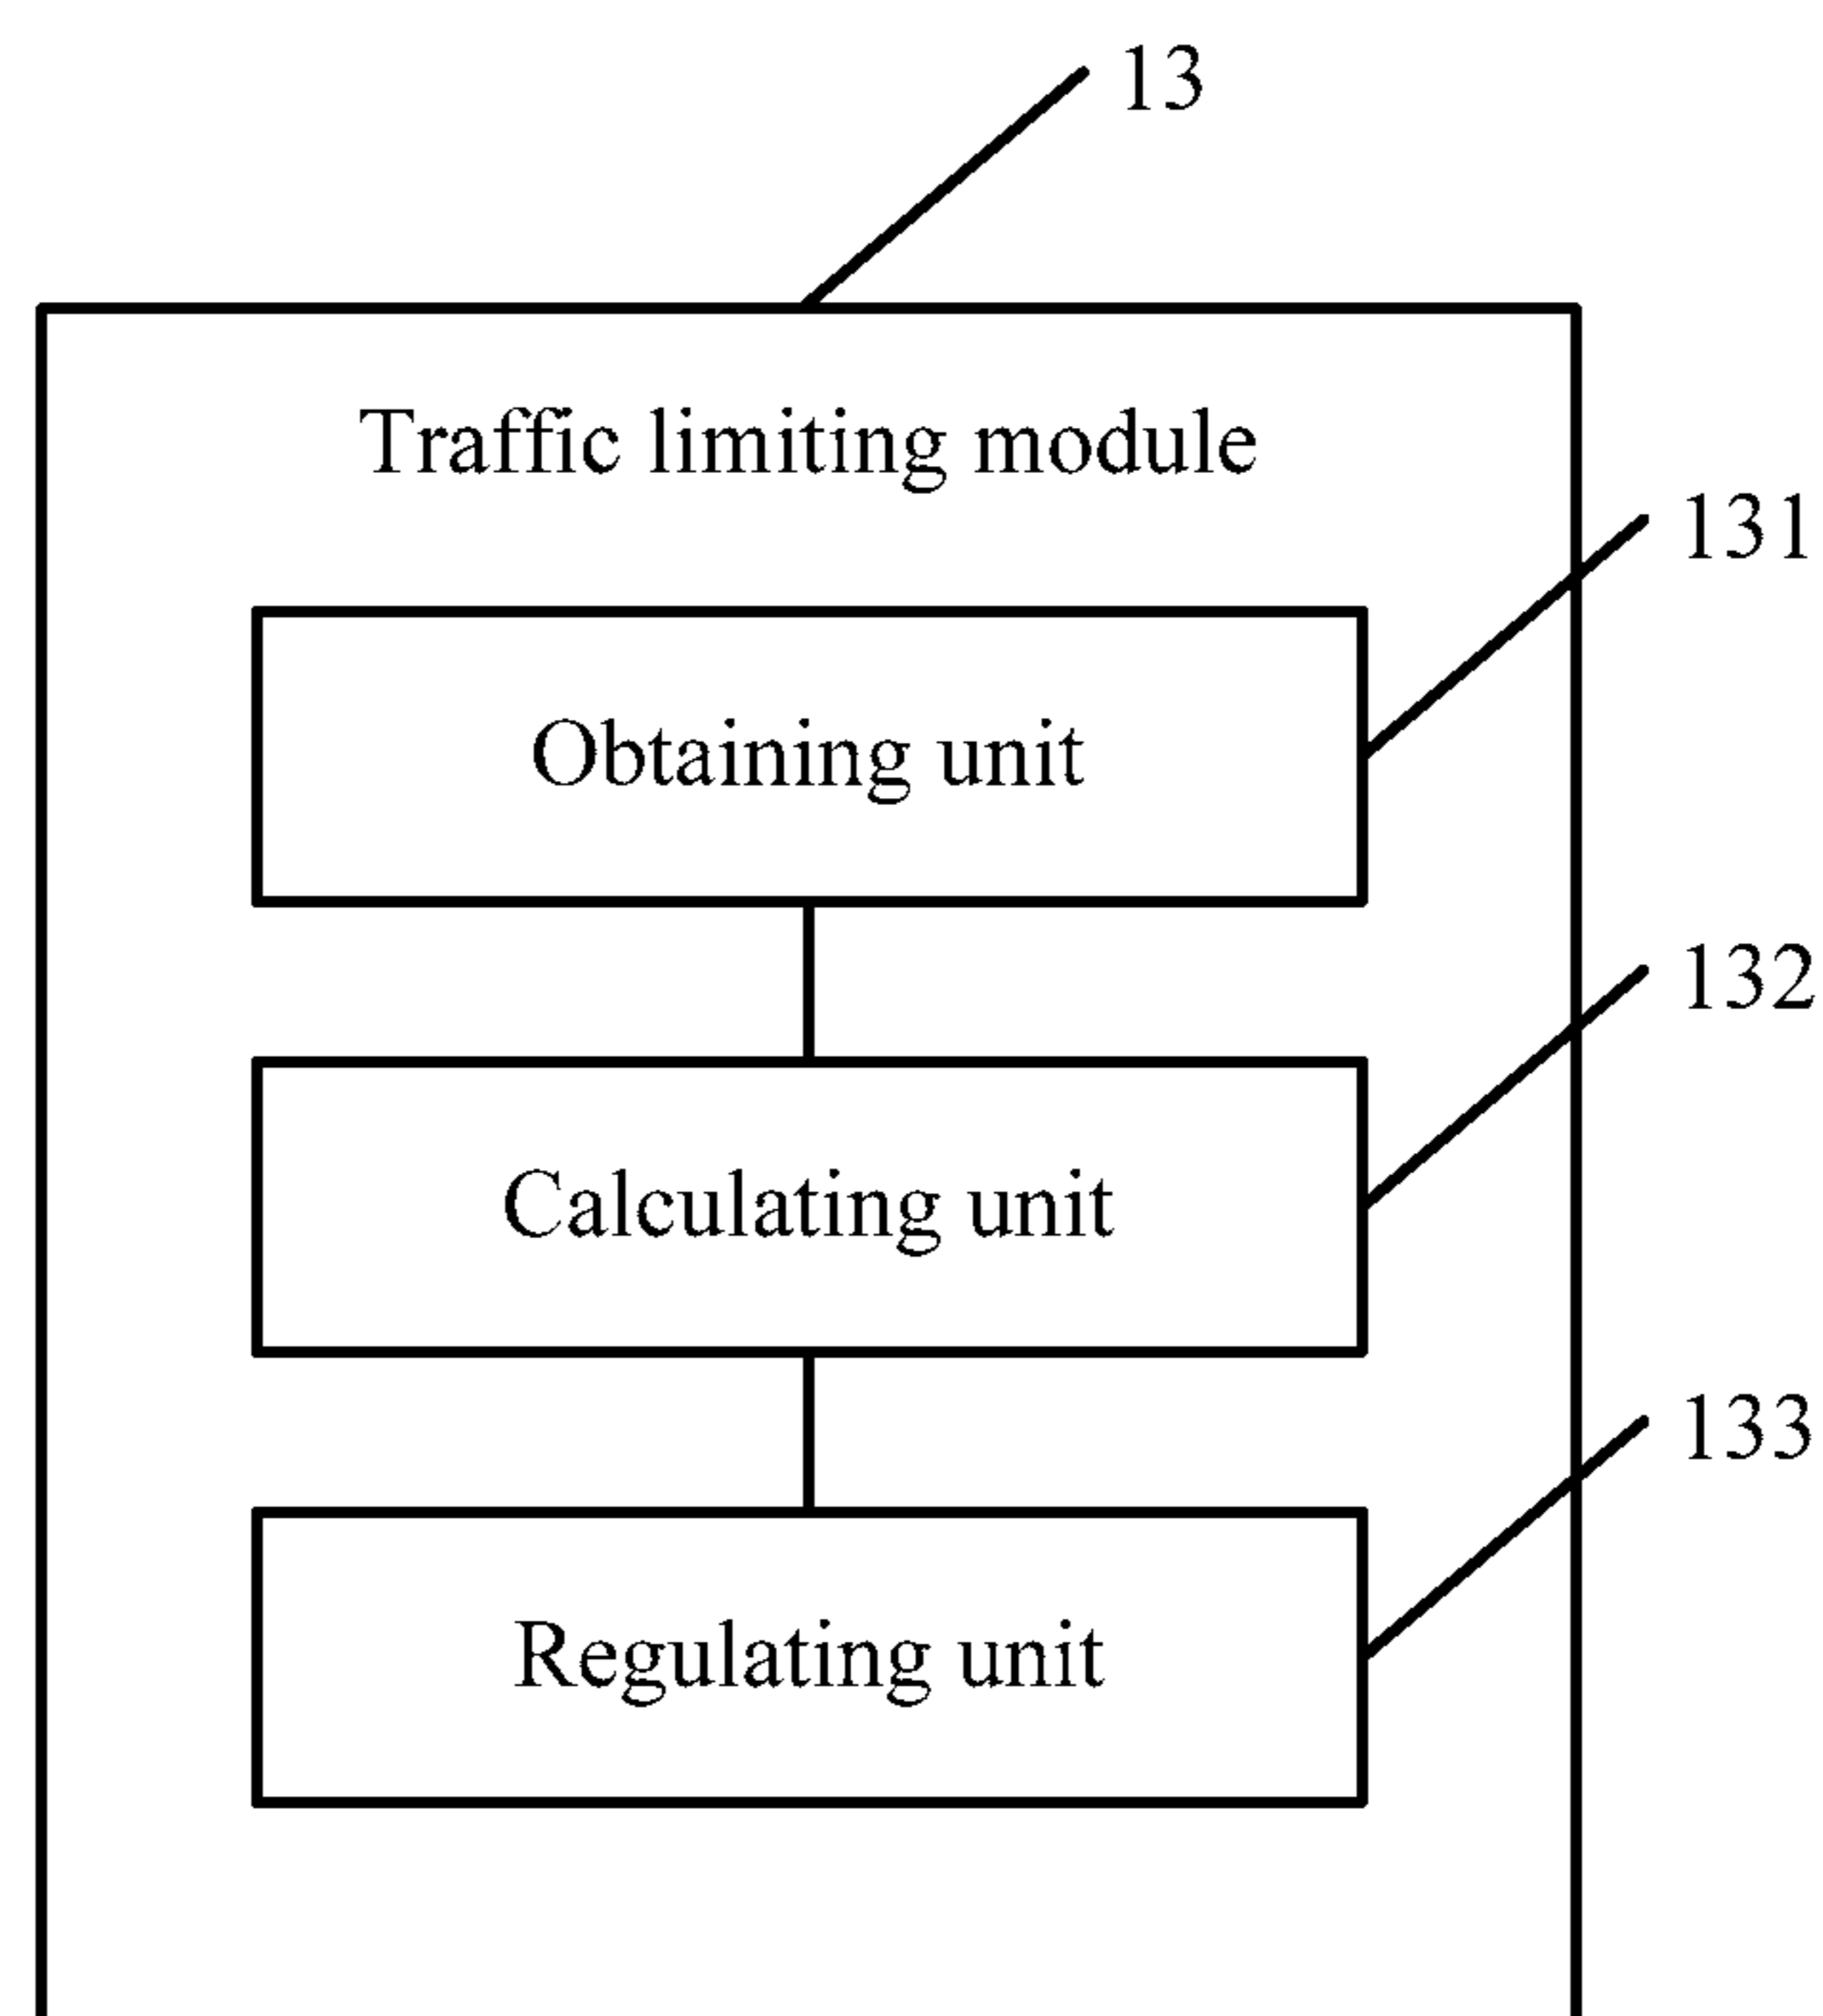 13
Traffic limiting module
131
Obtaining unit
132
Calculating unit
133
Regulating unit